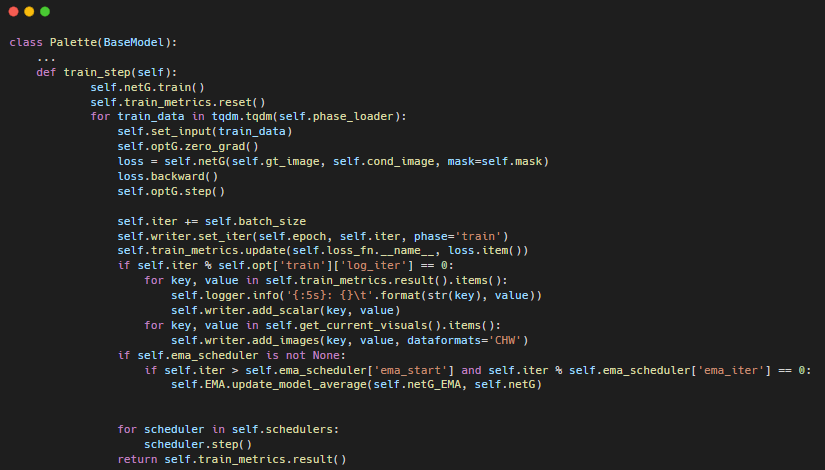 class Palette(BaseModel):
    ...
    def train_step(self):
            self.netG.train()
            self.train_metrics.reset()
            for train_data in tqdm.tqdm(self.phase_loader):
                self.set_input(train_data)
                self.optG.zero_grad()
                loss = self.netG(self.gt_image, self.cond_image, mask=self.mask)
                loss.backward()
                self.optG.step()

                self.iter += self.batch_size
                self.writer.set_iter(self.epoch, self.iter, phase='train')
                self.train_metrics.update(self.loss_fn.__name__, loss.item())
                if self.iter % self.opt['train']['log_iter'] == 0:
                    for key, value in self.train_metrics.result().items():
                        self.logger.info('{:5s}: {}\t'.format(str(key), value))
                        self.writer.add_scalar(key, value)
                    for key, value in self.get_current_visuals().items():
                        self.writer.add_images(key, value, dataformats='CHW')
                if self.ema_scheduler is not None:
                    if self.iter > self.ema_scheduler['ema_start'] and self.iter % self.ema_scheduler['ema_iter'] == 0:
                        self.EMA.update_model_average(self.netG_EMA, self.netG)


                for scheduler in self.schedulers:
                    scheduler.step()
                return self.train_metrics.result()